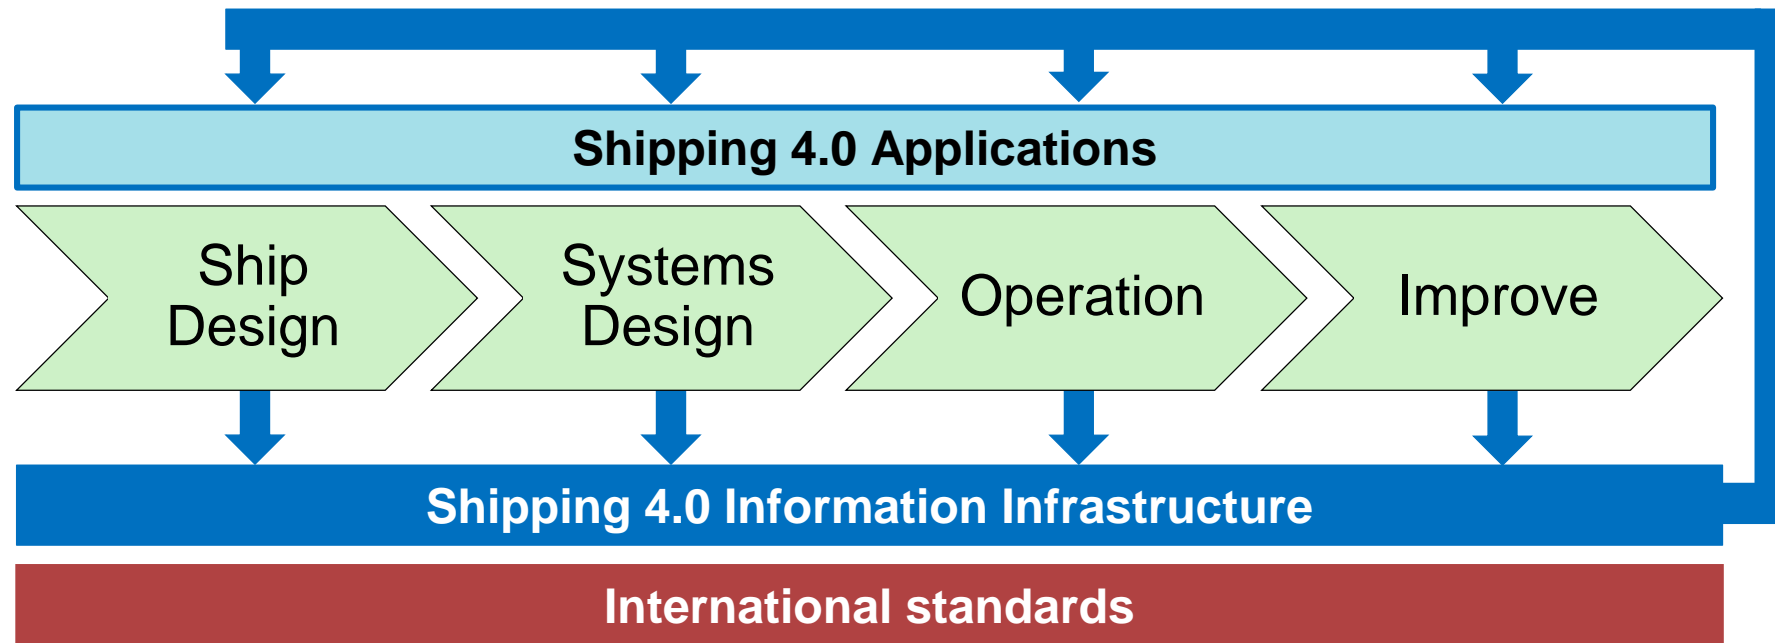 Shipping 4.0 Applications
Ship
Design
Systems
Design
Operation
Improve
Shipping 4.0 Information Infrastructure
International standards